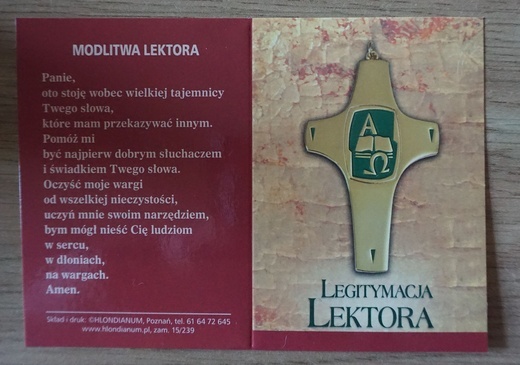 MODLITWA LEKTORA
Panie,
oto stoję wobec wielkiej tajemnicy
Twego słowa,
które mam przekazywać innym.
Pomóż mi
być najpierw dobrym słuchaczem
i świadkiem Twego słowa.
Oczyść moje wargi
od wszelkiej nieczystości,
uczyń mnie swoim narzędziem,
bym mógł nieść Cię ludziom
w sercu,
w dłoniach,
na wargach.
Amen.
Skład i druk: ©HLONDIANUM, Poznań, tel. 61 64 72 645
www.hlondianum.pl, zam. 15/239
A
Ω
LEGITYMACJA
LEKTORA